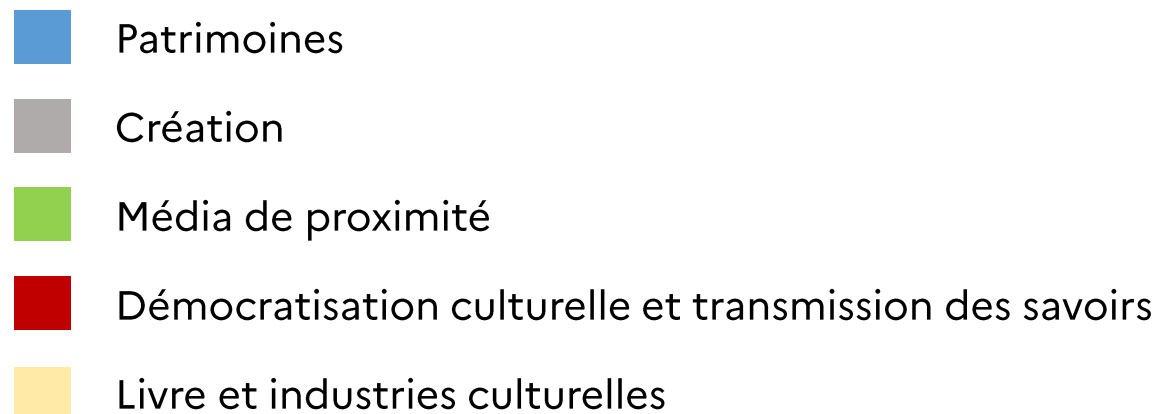 Patrimoines
Création
Média de proximité
Démocratisation culturelle et transmission des savoirs
Livre et industries culturelles